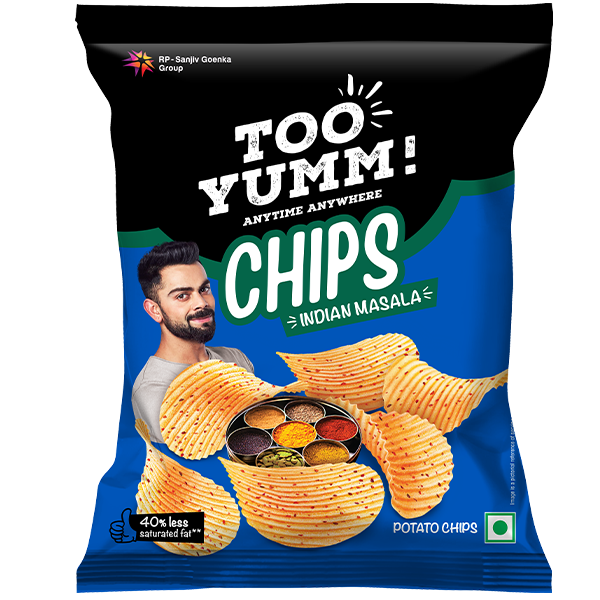 RP-Sanjiv Goenka
Group
TOO
YUMM!
ANYTIME ANYWHERE
CHIPS
INDIAN MASALA
40% less
saturated fat**
POTATO CHIPS